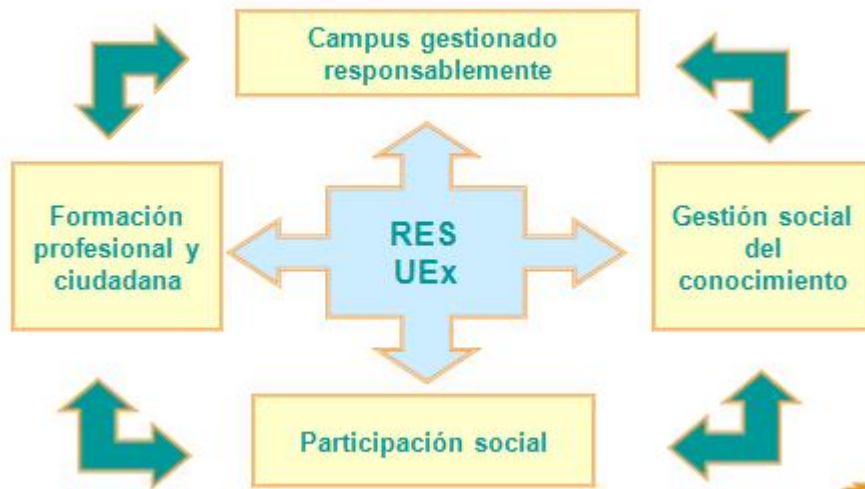 Campus gestionado
responsablemente
Formación
profesional y
ciudadana
RES
UEx
Gestión social
del
conocimiento
Participación social